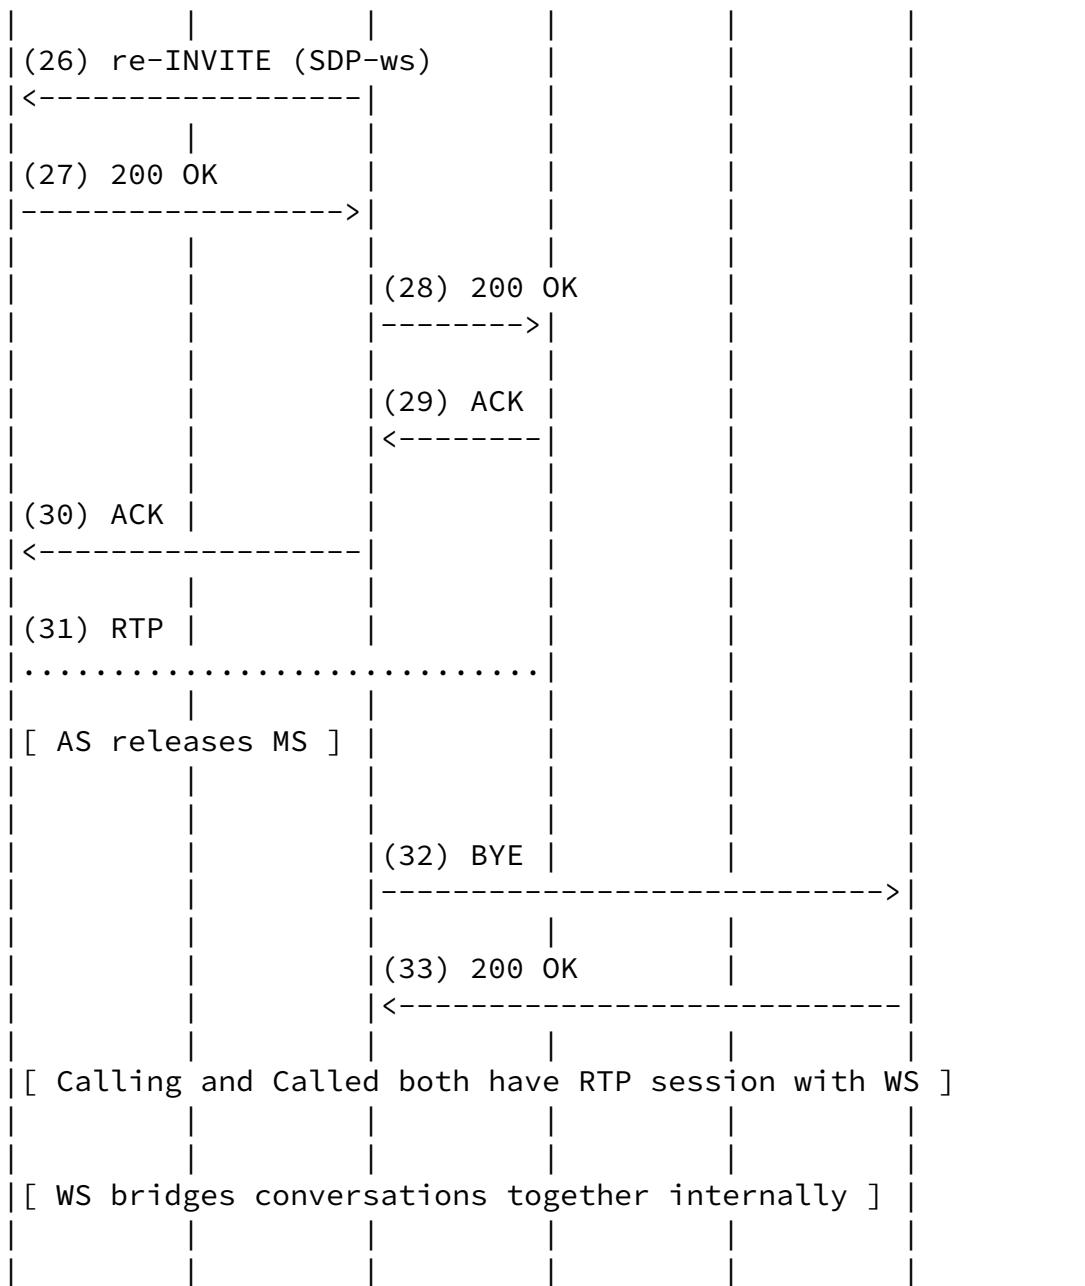 (26) re-INVITE (SDP-ws)
(27) 200 OK
(28) 200 OK
(29) ACK
(30) ACK
(31) RTP
[ AS releases MS ]
(32) BYE
(33) 200 OK
[ Calling and Called both have RTP session with WS ]
[ WS bridges conversations together internally ]